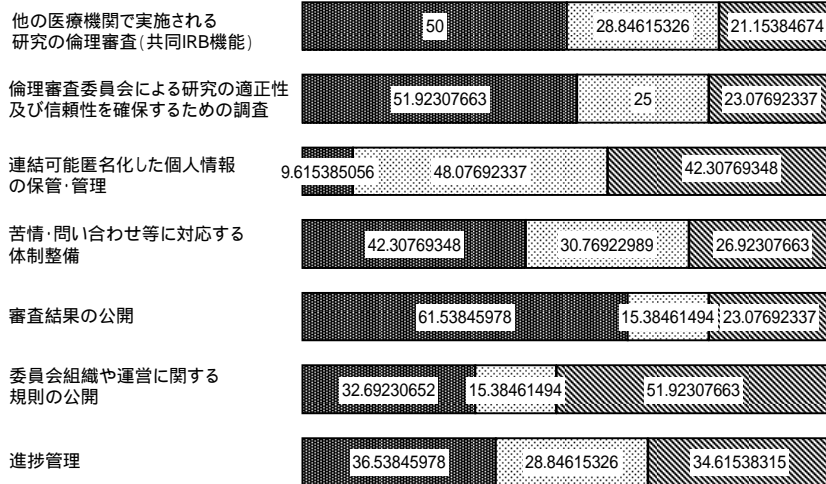 他の医療機関で実施される
研究の倫理審査(共同IRB機能)
50 28.84615326 21.15384674
倫理審査委員会による研究の適正性
及び信頼性を確保するための調査
51.92307663 25 23.07692337
連結可能匿名化した個人情報
の保管・管理
9.615385056 48.07692337 42.30769348
苦情・問い合わせ等に対応する
体制整備
42.30769348 30.76922989 26.92307663
審査結果の公開
61.53845978 15.38461494 23.07692337
委員会組織や運営に関する
規則の公開
32.69230652 15.38461494 51.92307663
進捗管理
36.53845978 28.84615326 34.61538315